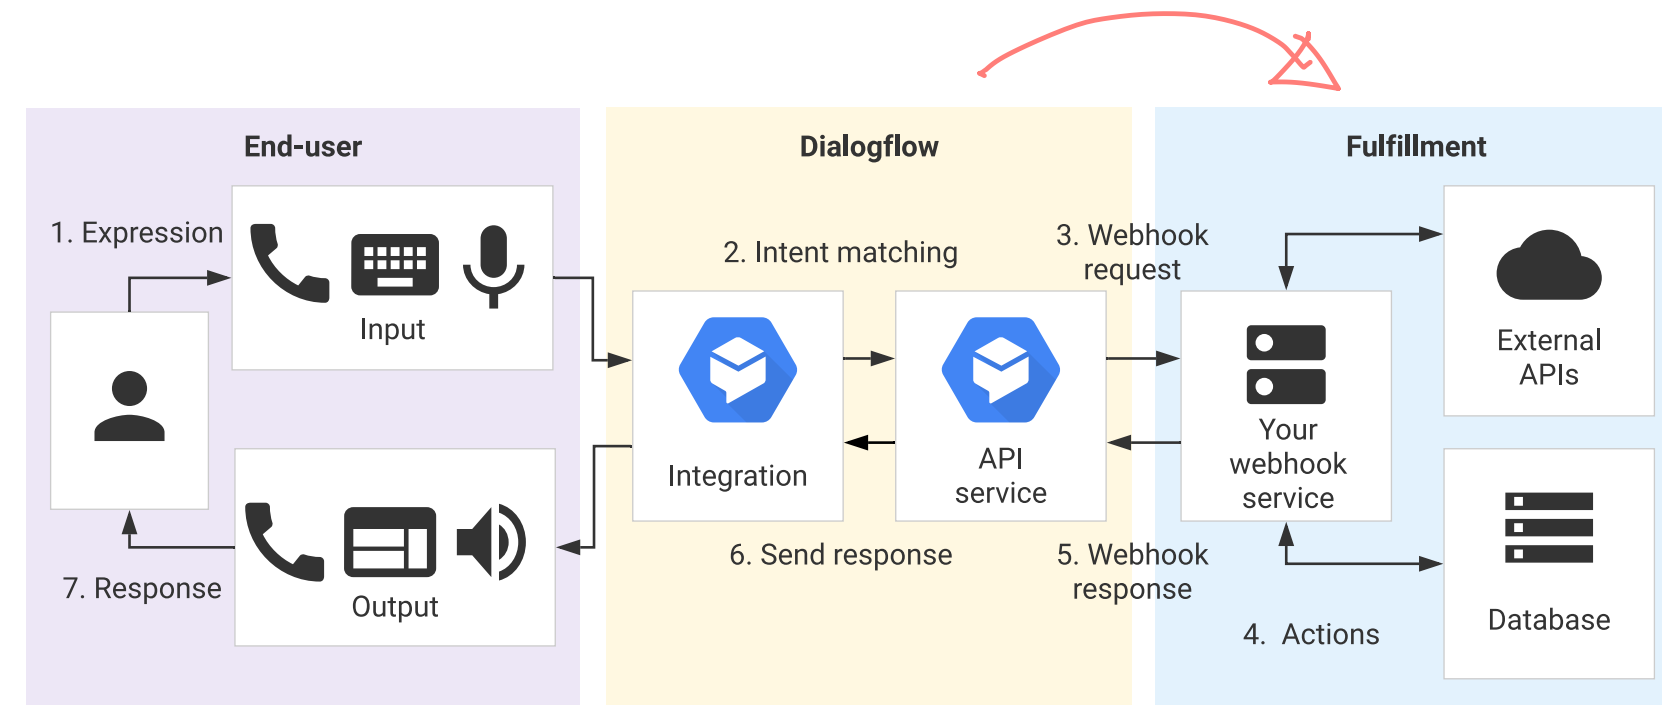 End-user
Dialogflow
Fulfillment
1. Expression
Input
2. Intent matching
3. Webhook
request
External
APIs
Integration
API
service
Your
webhook
service
7. Response
Output
6. Send response
5. Webhook
response
4. Actions
Database